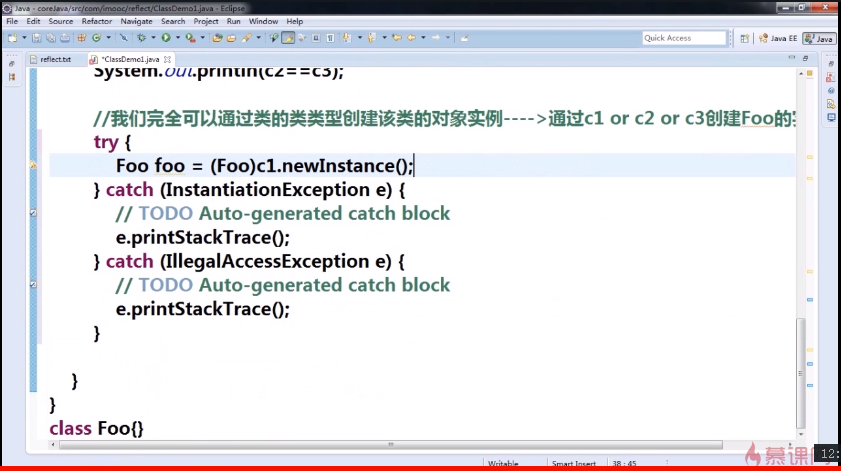 Java - coreJava/src/com/imooc/reflect/ClassDemo1.java - Eclipse
File Edit Source Refactor Navigate Search Project Run Window Help
Quick Access Java EE Java
reflect.txt *ClassDemo1.java
System.out.println(c2==c3);
//我们完全可以通过类的类类型创建该类的对象实例---->通过c1 or c2 or c3创建Foo的
try {
Foo foo = (Foo)c1.newInstance();
} catch (InstantiationException e) {
// TODO Auto-generated catch block
e.printStackTrace();
} catch (IllegalAccessException e) {
// TODO Auto-generated catch block
e.printStackTrace();
}
}
}
class Foo{}
Writable Smart Insert 38 : 45
慕课
12: